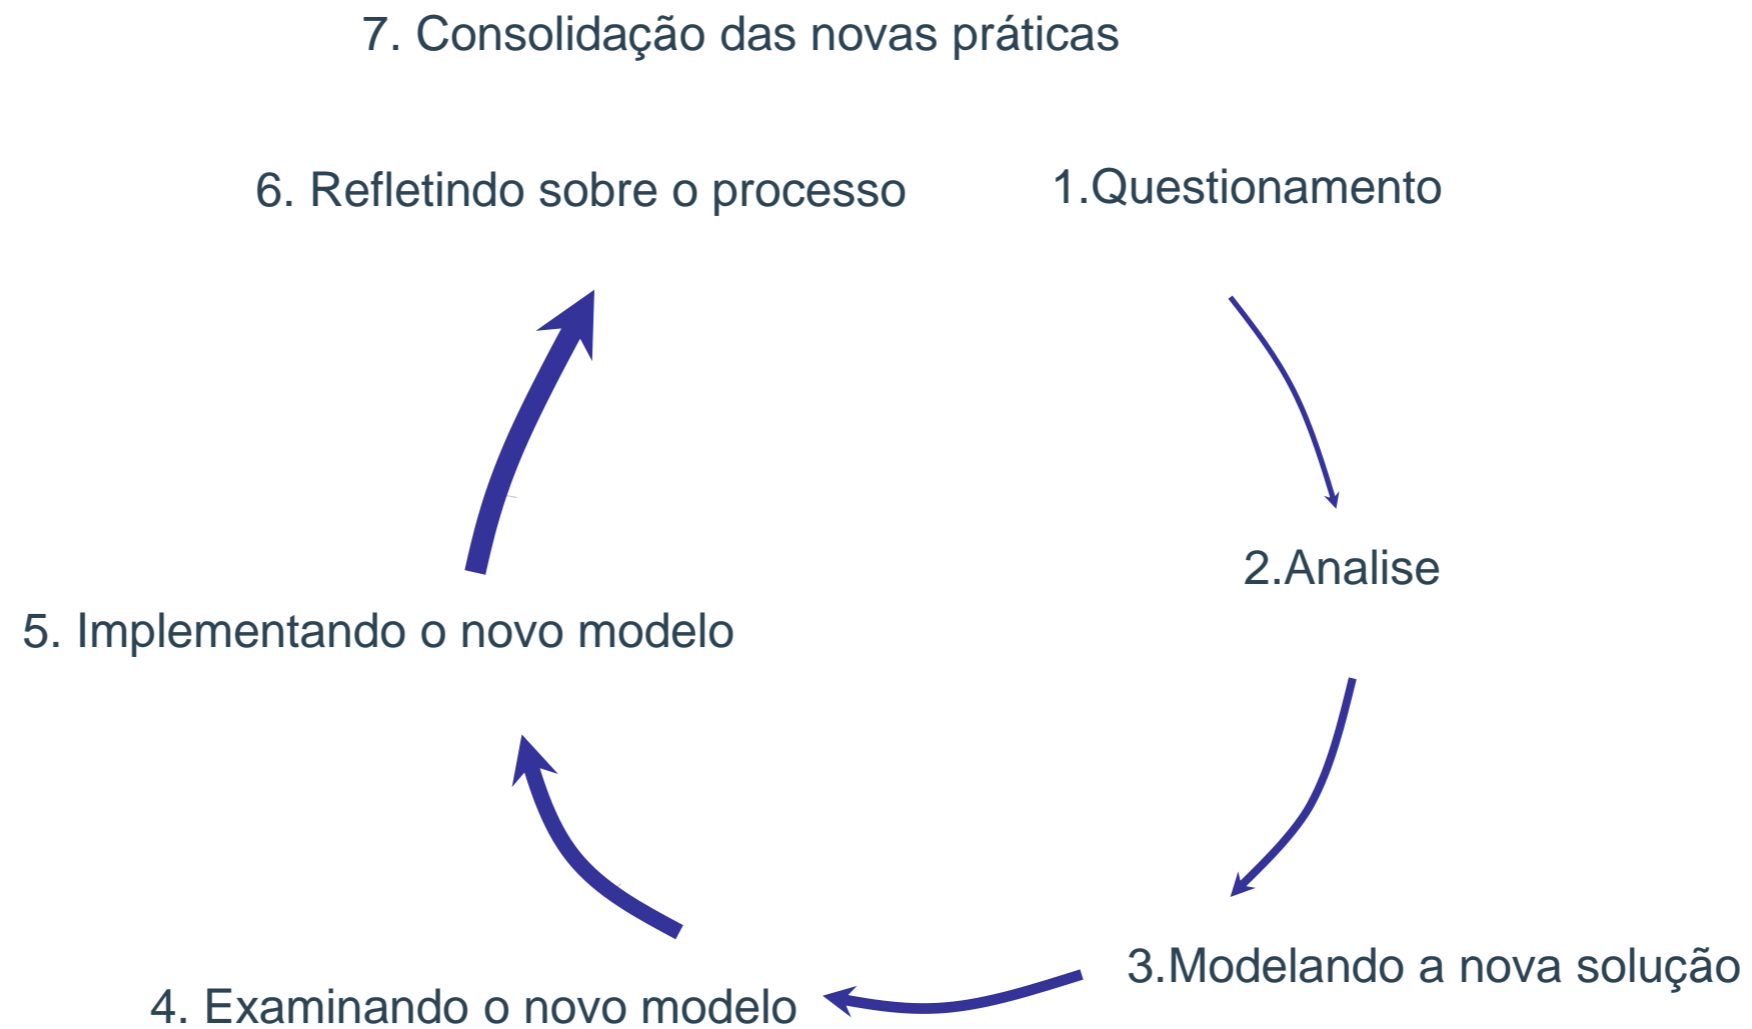 7. Consolidação das novas práticas
6. Refletindo sobre o processo
1.Questionamento
2.Analise
5. Implementando o novo modelo
3.Modelando a nova solução
4. Examinando o novo modelo